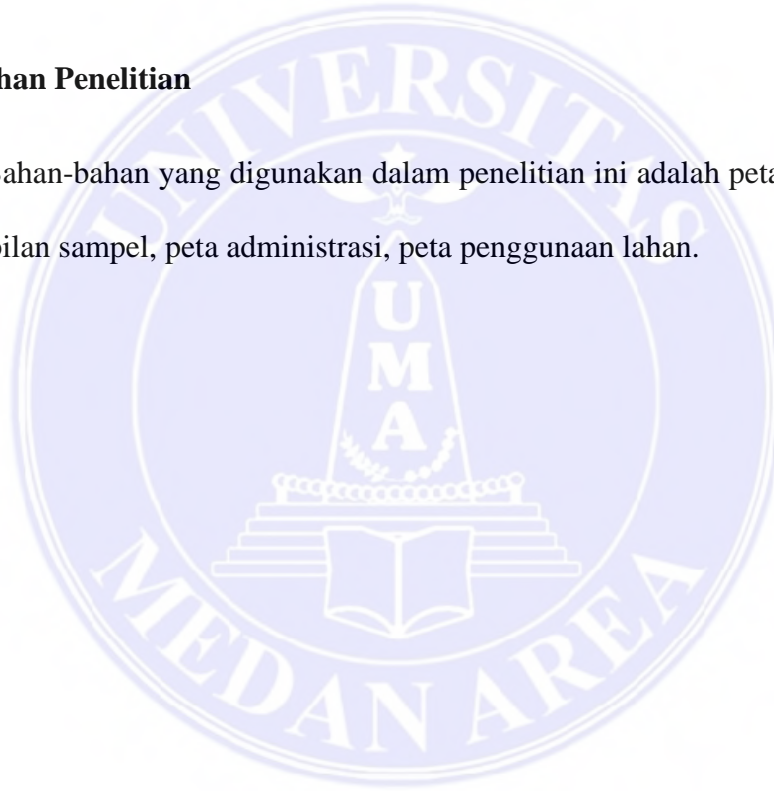 han Penelitian
ahan-bahan yang digunakan dalam penelitian ini adalah peta
bilan sampel, peta administrasi, peta penggunaan lahan.
UNIVERSITAS
U
M
A
MEDAN AREA